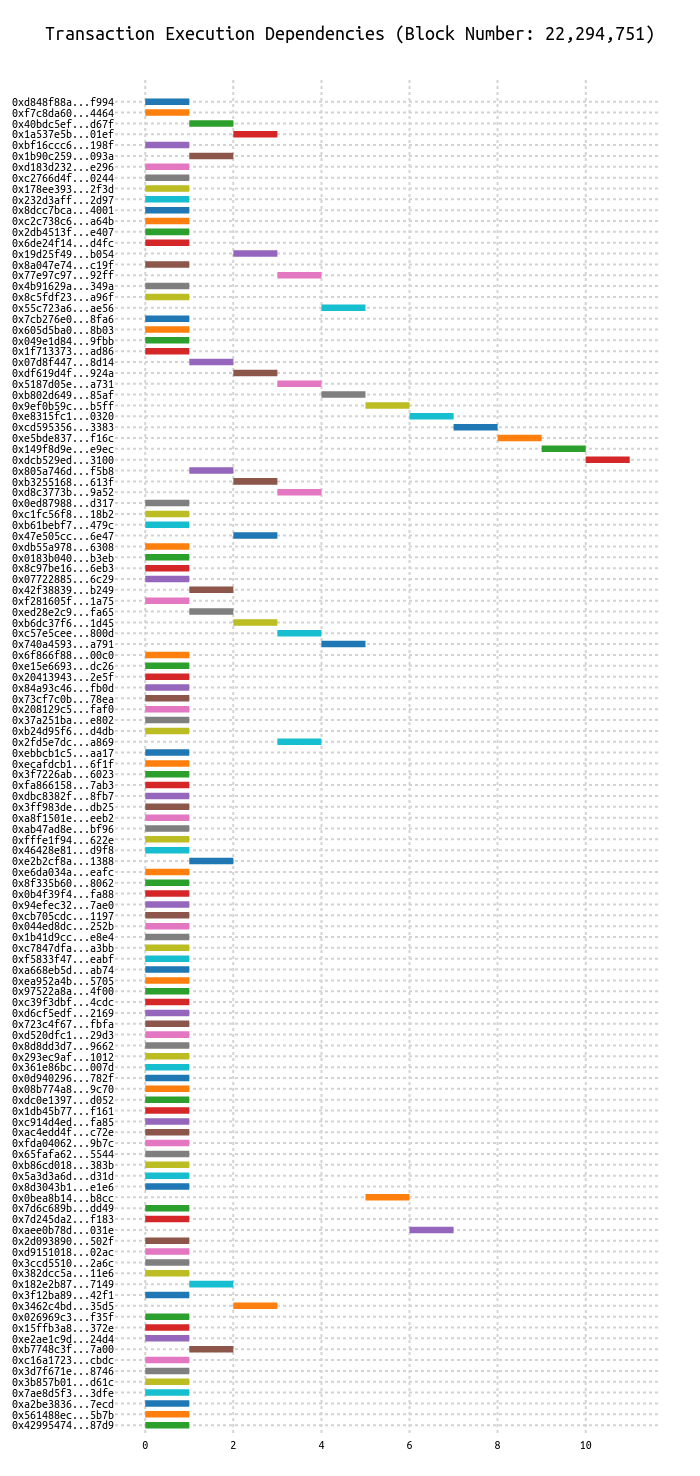 Transaction Execution Dependencies (Block Number: 22,294,751)
0xd848f88a...f994
0xf7c8da60...4464
0x40bdc5ef...d67f
0x1a537e5b...01ef
0xbf16ccc6...198f
0x1b90c259...093a
0xd183d232...e296
0xc2766d4f...0244
0x178ee393...2f3d
0x232d3aff...2d97
0x8dcc7bca...4001
0xc2c738c6...a64b
0x2db4513f...e407
0x6de24f14...d4fc
0x19d25f49...b054
0x8a047e74...c19f
0x77e97c97...92ff
0x4b91629a...349a
0x8c5fdf23...a96f
0x55c723a6...ae56
0x7cb276e0...8fa6
0x605d5ba0...8b03
0x049e1d84...9fbb
0x1f713373...ad86
0x07d8f447...8d14
0xdf619d4f...924a
0x5187d05e...a731
0xb802d649...85af
0x9ef0b59c...b5ff
0xe8315fc1...0320
0xcd595356...3383
0xe5bde837...f16c
0x149f8d9e...e9ec
0xdcb529ed...3100
0x805a746d...f5b8
0xb3255168...613f
0xd8c3773b...9a52
0x0ed87988...d317
0xc1fc56f8...18b2
0xb61bebf7...479c
0x47e505cc...6e47
0xdb55a978...6308
0x0183b040...b3eb
0x8c97be16...6eb3
0x07722885...6c29
0x42f38839...b249
0xf281605f...1a75
0xed28e2c9...fa65
0xb6dc37f6...1d45
0xc57e5cee...800d
0x740a4593...a791
0x6f866f88...00c0
0xe15e6693...dc26
0x20413943...2e5f
0x84a93c46...fb0d
0x73cf7c0b...78ea
0x208129c5...faf0
0x37a251ba...e802
0xb24d95f6...d4db
0x2fd5e7dc...a869
0xebbcb1c5...aa17
0xecafdcb1...6f1f
0x3f7226ab...6023
0xfa866158...7ab3
0xdbc8382f...8fb7
0x3ff983de...db25
0xa8f1501e...eeb2
0xab47ad8e...bf96
0xfffe1f94...622e
0x46428e81...d9f8
0xe2b2cf8a...1388
0xe6da034a...eafc
0x8f335b60...8062
0x0b4f39f4...fa88
0x94efec32...7ae0
0xcb705cdc...1197
0x044ed8dc...252b
0x1b41d9cc...e8e4
0xc7847dfa...a3bb
0xf5833f47...eabf
0xa668eb5d...ab74
0xea952a4b...5705
0x97522a8a...4f00
0xc39f3dbf...4cdc
0xd6cf5edf...2169
0x723c4f67...fbfa
0xd520dfc1...29d3
0x8d8dd3d7...9662
0x293ec9af...1012
0x361e86bc...007d
0x0d940296...782f
0x08b774a8...9c70
0xdc0e1397...d052
0x1db45b77...f161
0xc914d4ed...fa85
0xac4edd4f...c72e
0xfda04062...9b7c
0x65fafa62...5544
0xb86cd018...383b
0x5a3d3a6d...d31d
0x8d3043b1...e1e6
0x0bea8b14...b8cc
0x7d6c689b...dd49
0x7d245da2...f183
0xaee0b78d...031e
0x2d093890...502f
0xd9151018...02ac
0x3ccd5510...2a6c
0x382dcc5a...11e6
0x182e2b87...7149
0x3f12ba89...42f1
0x3462c4bd...35d5
0x026969c3...f35f
0x15ffb3a8...372e
0xe2ae1c9d...24d4
0xb7748c3f...7a00
0xc16a1723...cbdc
0x3d7f671e...8746
0x3b857b01...d61c
0x7ae8d5f3...3dfe
0xa2be3836...7ecd
0x561488ec...5b7b
0x42995474...87d9
0 2 4 6 8 10